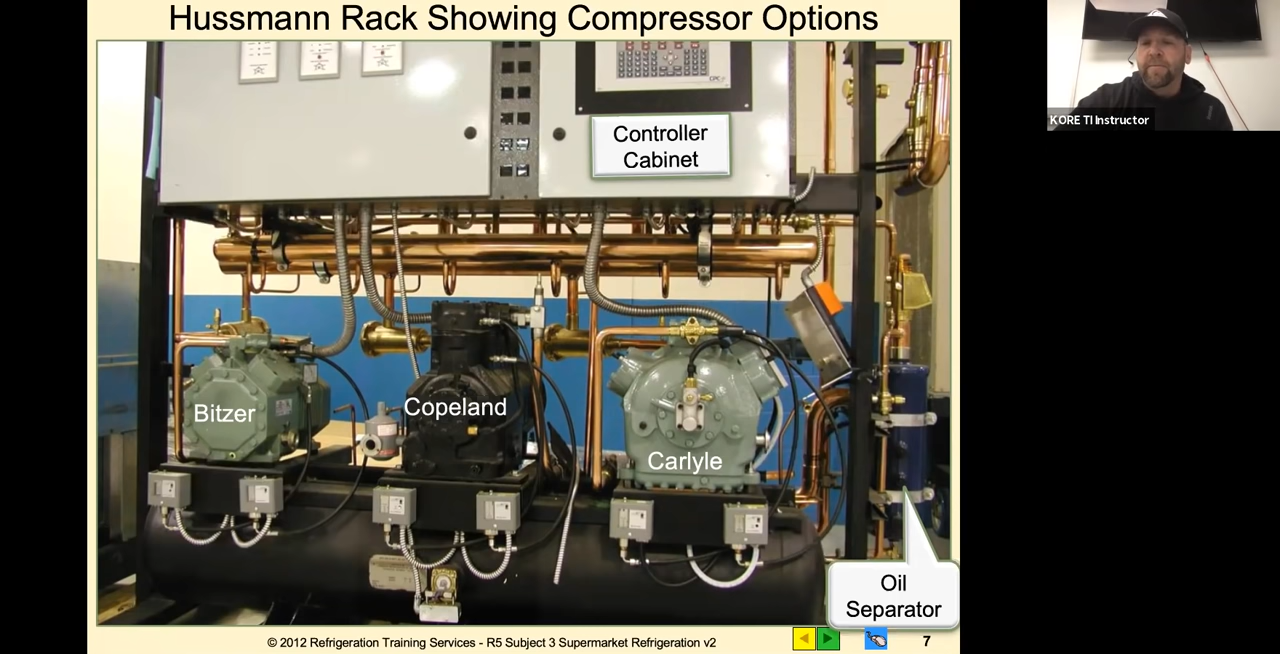 Hussmann Rack Showing Compressor Options
CPC
Controller
Cabinet
KORE TI Instructor
Bitzer
Copeland
Carlyle
Oil
Separator
© 2012 Refrigeration Training Services - R5 Subject 3 Supermarket Refrigeration v2
7